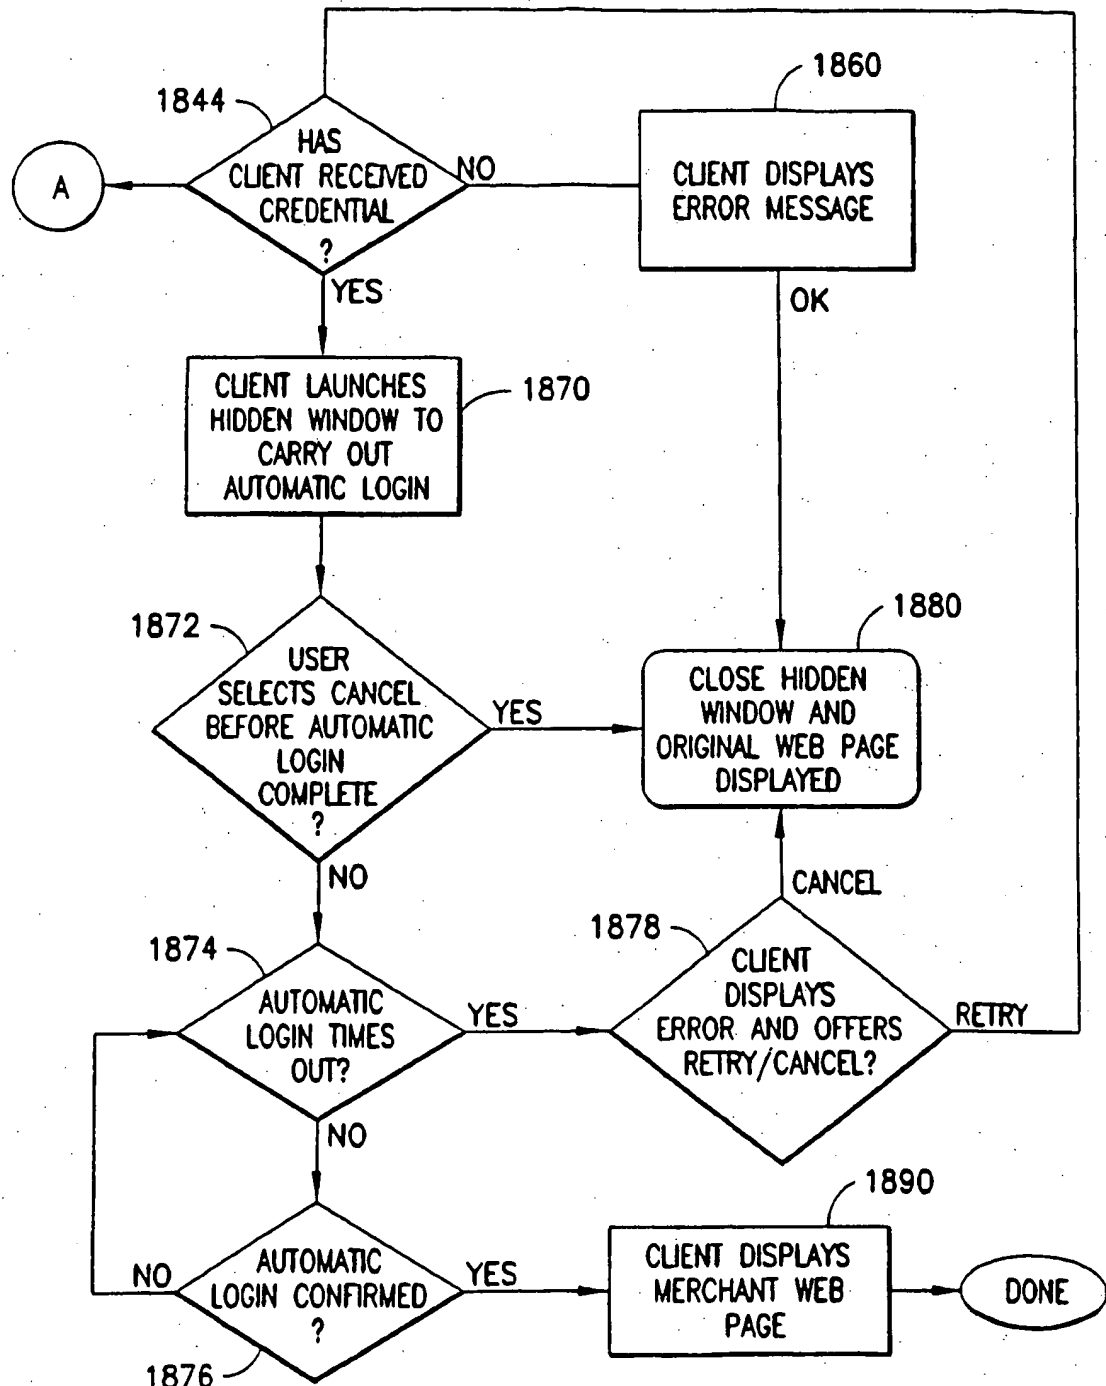 1844
HAS
CLIENT RECEIVED
CREDENTIAL
?
A
NO
YES
1860
CLIENT DISPLAYS
ERROR MESSAGE
OK
CLIENT LAUNCHES
HIDDEN WINDOW TO
CARRY OUT
AUTOMATIC LOGIN
1870
1872
USER
SELECTS CANCEL
BEFORE AUTOMATIC
LOGIN
COMPLETE
?
YES
NO
1880
CLOSE HIDDEN
WINDOW AND
ORIGINAL WEB PAGE
DISPLAYED
CANCEL
1874
AUTOMATIC
LOGIN TIMES
OUT?
YES
NO
1878
CLIENT
DISPLAYS
ERROR AND OFFERS
RETRY/CANCEL?
RETRY
AUTOMATIC
LOGIN CONFIRMED
?
NO
YES
1876
1890
CLIENT DISPLAYS
MERCHANT WEB
PAGE
DONE